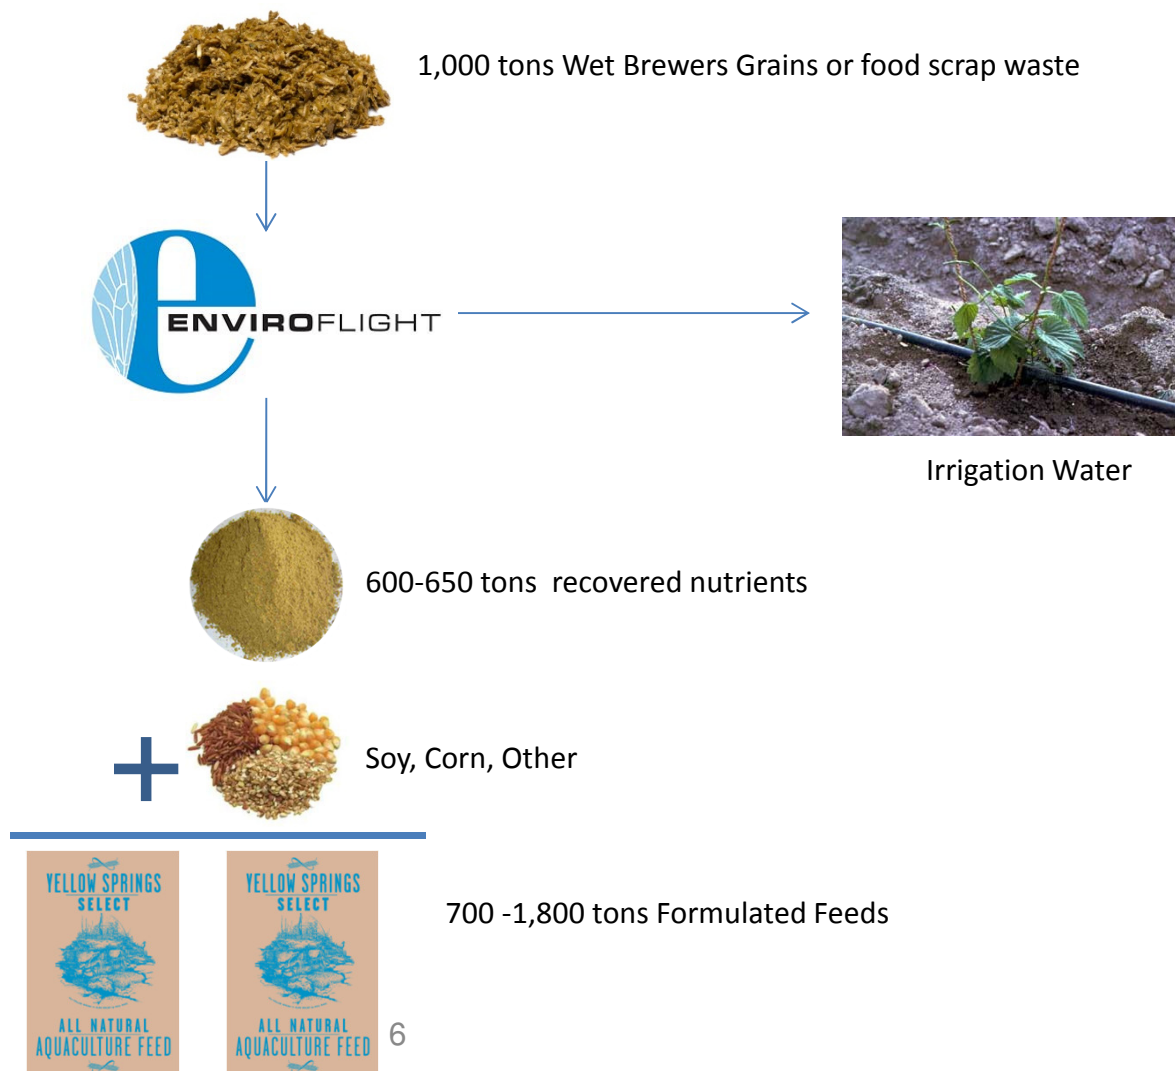 1,000 tons Wet Brewers Grains or food scrap waste
ENVIROFLIGHT
Irrigation Water
600-650 tons  recovered nutrients
Soy, Corn, Other
YELLOW SPRINGS
SELECT
ALL NATURAL
AQUACULTURE FEED
YELLOW SPRINGS
SELECT
ALL NATURAL
AQUACULTURE FEED
700 -1,800 tons Formulated Feeds
6